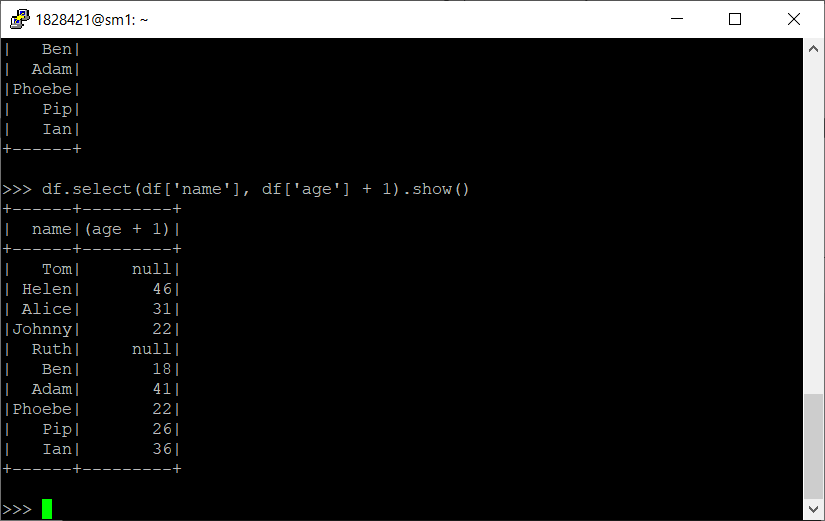 1828421@sm1: ~
|   Ben|
|  Adam|
|Phoebe|
|   Pip|
|   Ian|
+------+
>>> df.select(df['name'], df['age'] + 1).show()
+------+---------+
|  name|(age + 1)|
+------+---------+
|   Tom|     null|
| Helen|       46|
| Alice|       31|
|Johnny|       22|
|  Ruth|     null|
|   Ben|       18|
|  Adam|       41|
|Phoebe|       22|
|   Pip|       26|
|   Ian|       36|
+------+---------+
>>>